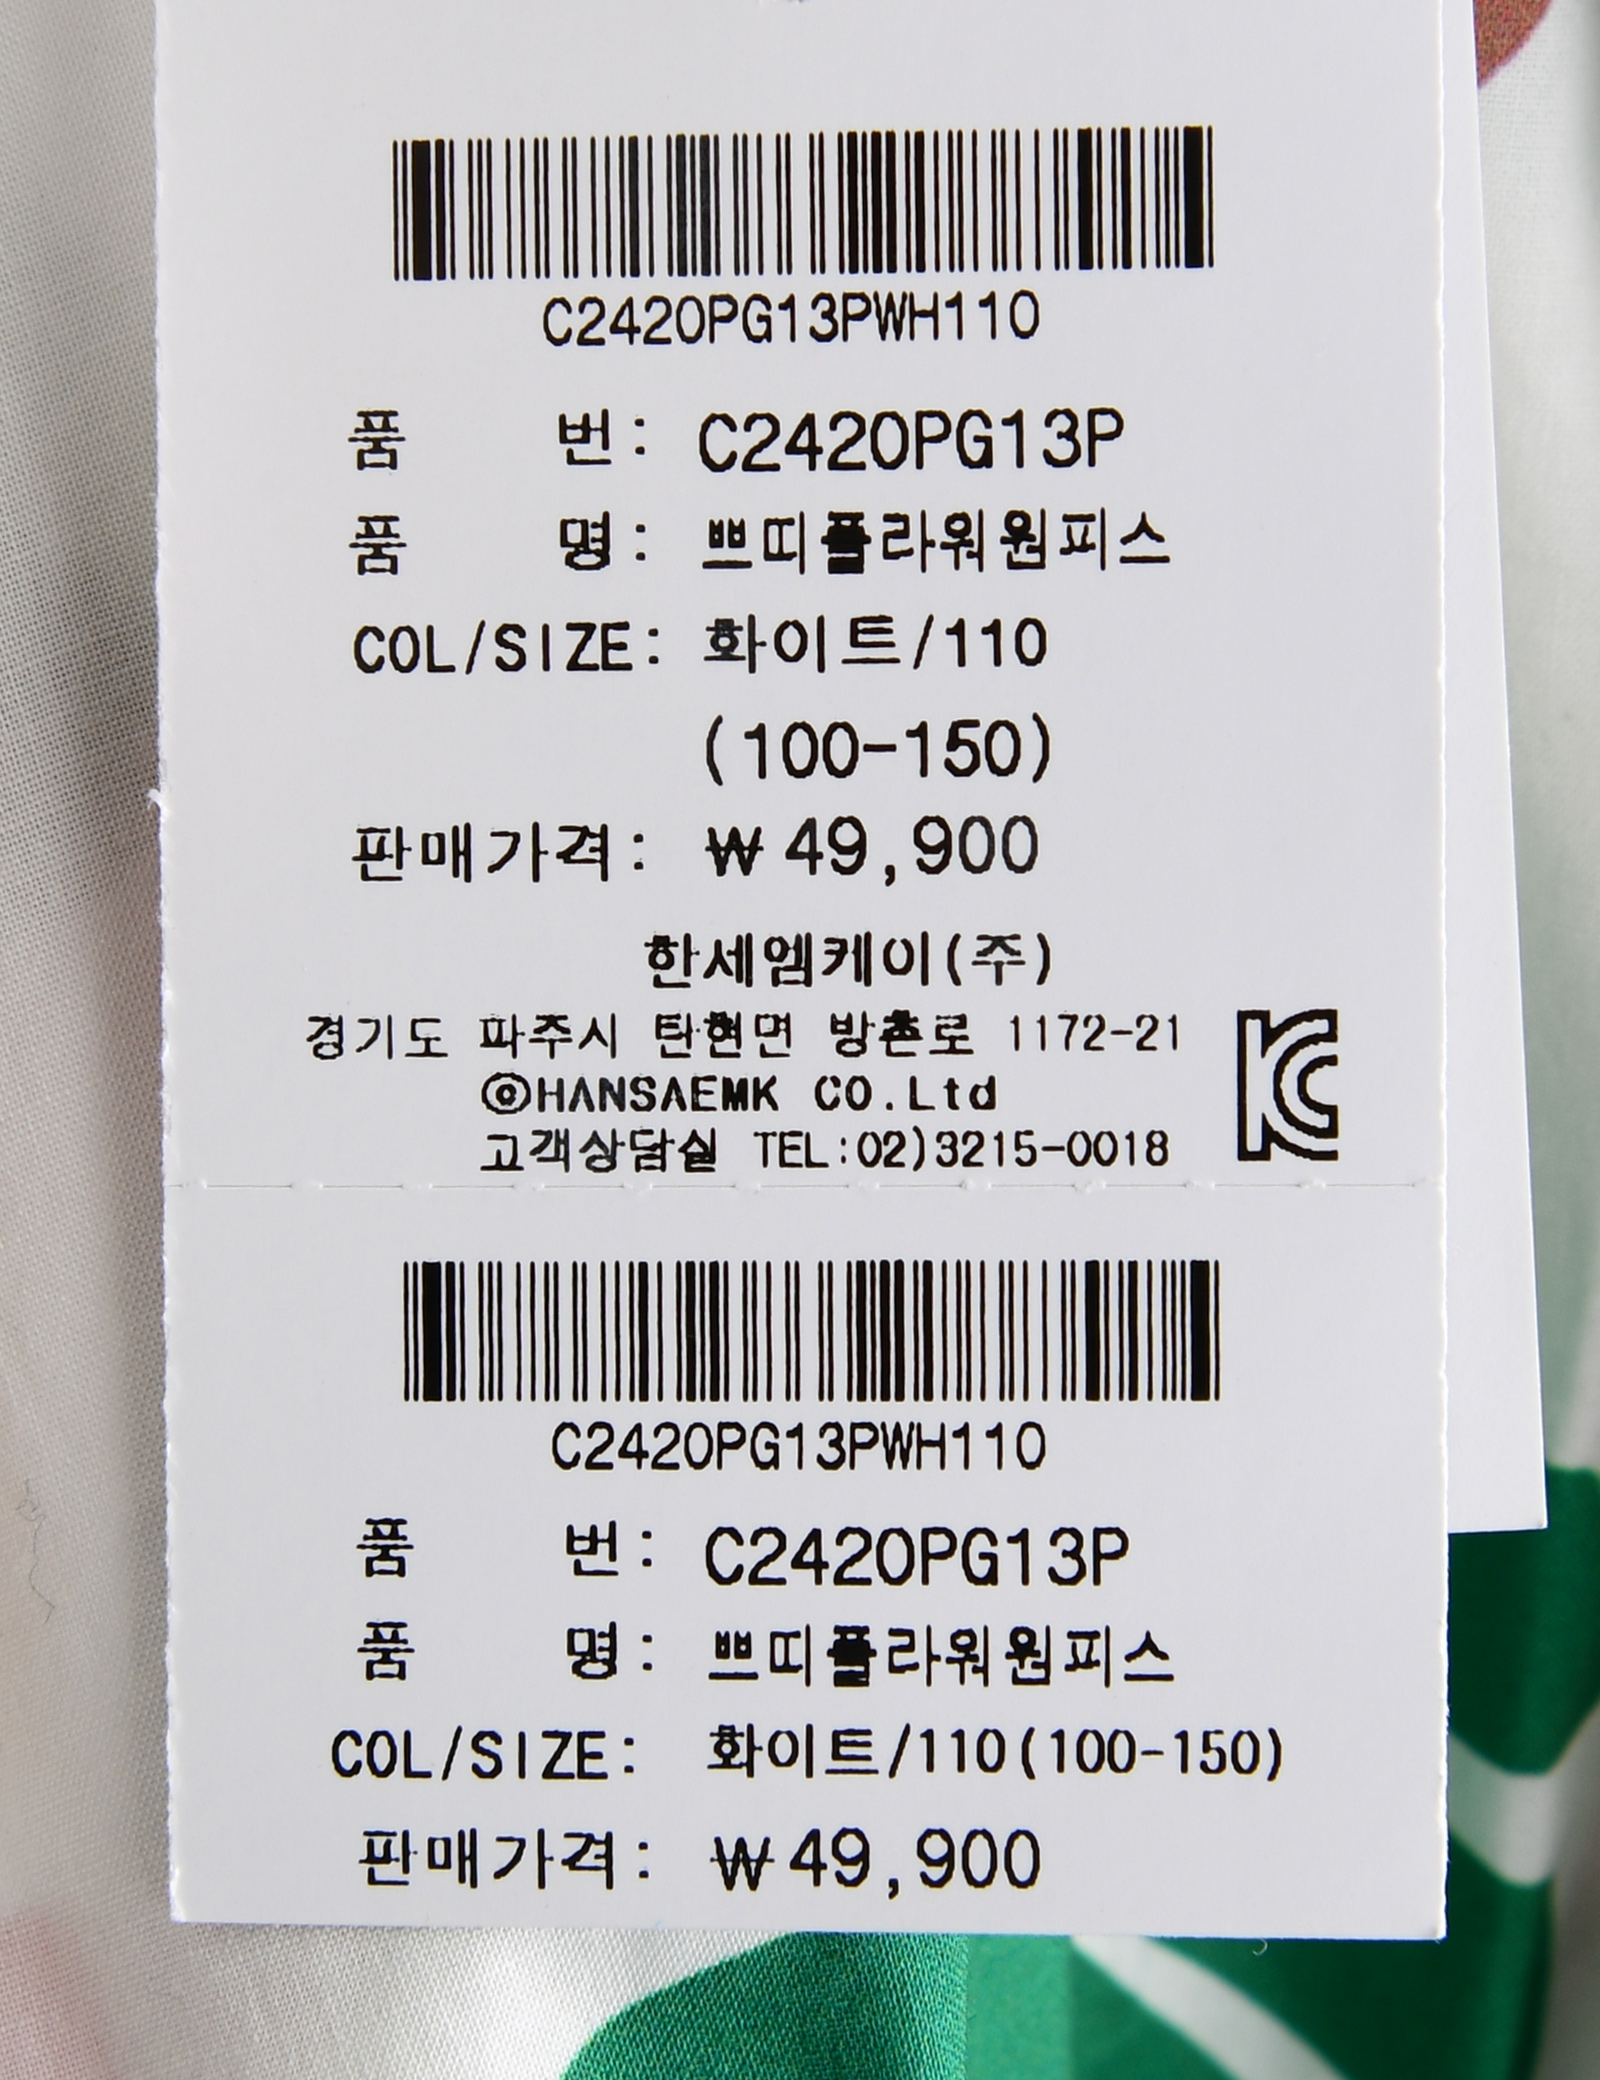 C2420PG13PWH110
품 번: C2420PG13P
품 명: 쁘띠플라워원피스
COL/SIZE: 화이트/110
(100-150)
판매가격: ₩49,900
한세엠케이(주)
경기도 파주시 탄현면 방촌로 1172-21
◎HANSAEMK CO.Ltd
고객상담실 TEL:02)3215-0018
C2420PG13PWH110
품 번: C2420PG13P
품 명: 쁘띠플라워원피스
COL/SIZE: 화이트/110(100-150)
판매가격: ₩49,900